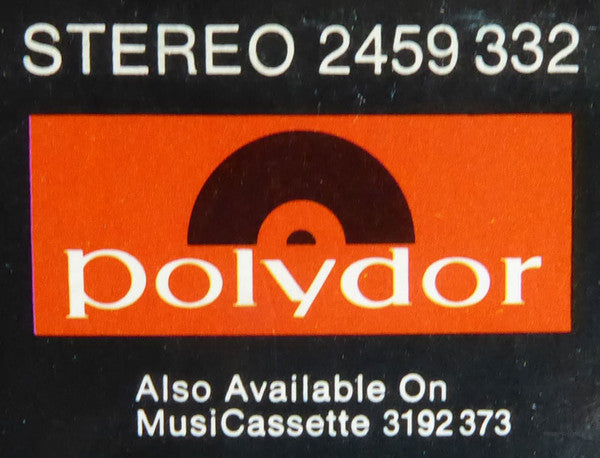 STEREO 2459 332
polydor
Also Available On
MusiCassette 3192 373